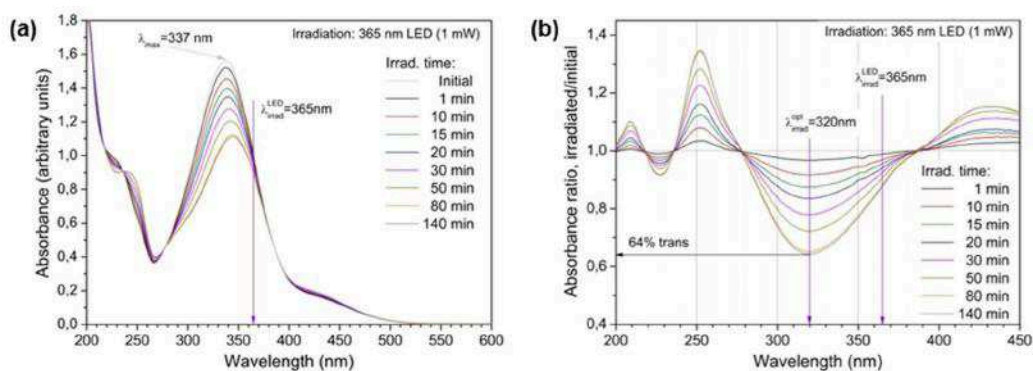 (a)
1,8
1,6
1,4
1,2
1,0
0,8
0,6
0,4
0,2
0,0
Absorbance (arbitrary units)
200 250 300 350 400 450 500 550 600
Wavelength (nm)
λmax=337 nm
Irradiation: 365 nm LED (1 mW)
λLEDirrad=365nm
Irrad. time:
Initial
1 min
10 min
15 min
20 min
30 min
50 min
80 min
140 min
(b)
1,4
1,2
1,0
0,8
0,6
0,4
Absorbance ratio, irradiated/initial
200 250 300 350 400 450
Wavelength (nm)
Irradiation: 365 nm LED (1 mW)
λLEDirrad=365nm
λoptirrad=320nm
64% trans
Irrad. time:
1 min
10 min
15 min
20 min
30 min
50 min
80 min
140 min